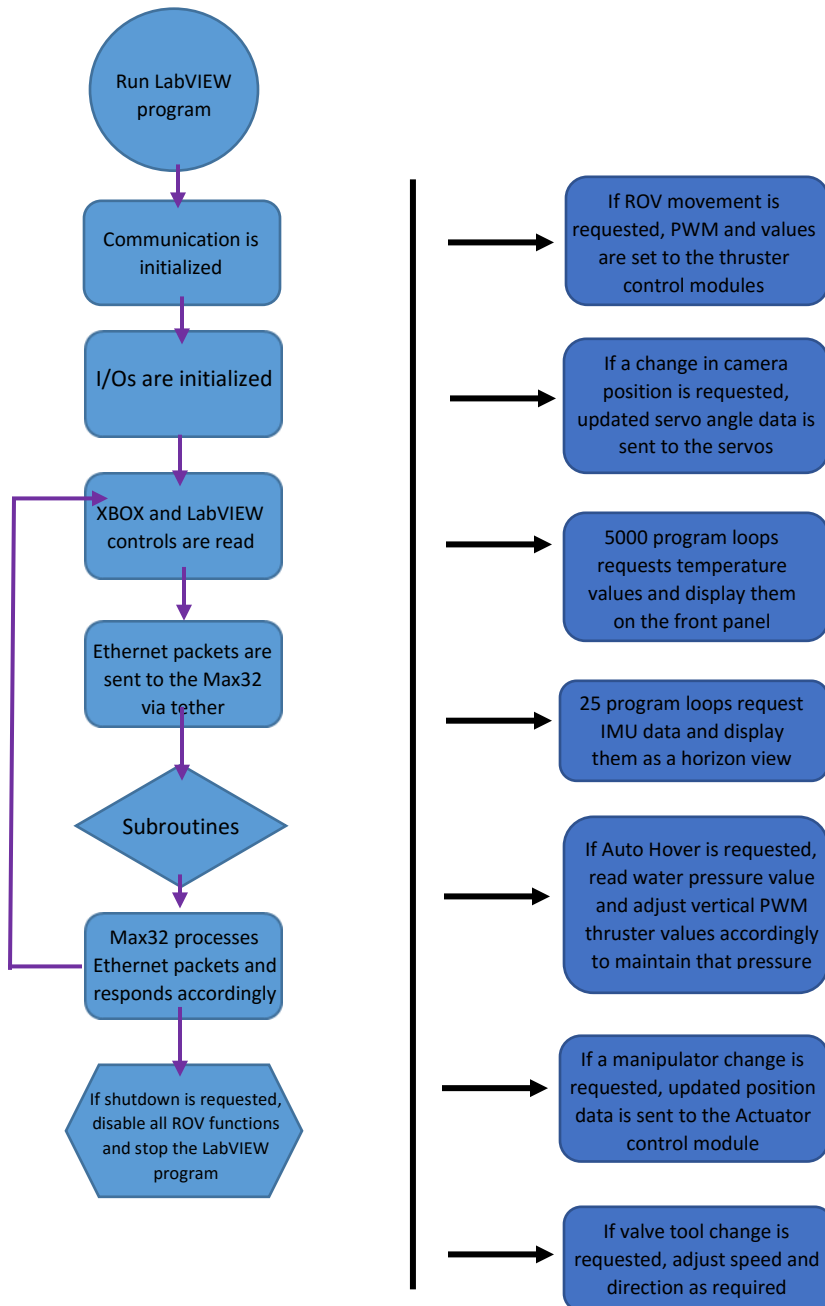 Run LabVIEW
program
Communication is
initialized
I/Os are initialized
XBOX and LabVIEW
controls are read
Ethernet packets are
sent to the Max32
via tether
Subroutines
Max32 processes
Ethernet packets and
responds accordingly
If shutdown is requested,
disable all ROV functions
and stop the LabVIEW
program
If ROV movement is
requested, PWM and values
are set to the thruster
control modules
If a change in camera
position is requested,
updated servo angle data is
sent to the servos
5000 program loops
requests temperature
values and display them
on the front panel
25 program loops request
IMU data and display
them as a horizon view
If Auto Hover is requested,
read water pressure value
and adjust vertical PWM
thruster values accordingly
to maintain that pressure
If a manipulator change is
requested, updated position
data is sent to the Actuator
control module
If valve tool change is
requested, adjust speed and
direction as required